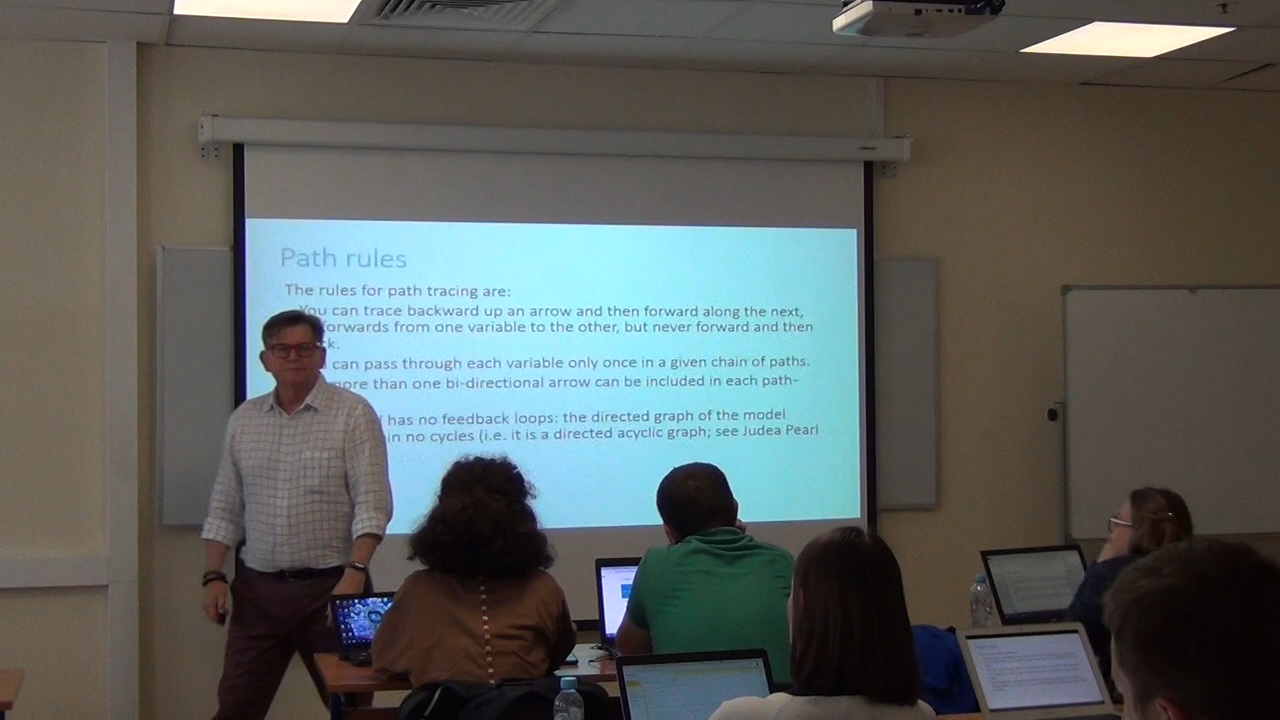 Path rules
The rules for path tracing are:
You can trace backward up an arrow and then forward along the next,
forwards from one variable to the other, but never forward and then
can pass through each variable only once in a given chain of paths.
more than one bi-directional arrow can be included in each path-
has no feedback loops: the directed graph of the model
in no cycles (i.e. it is a directed acyclic graph; see Judea Pearl